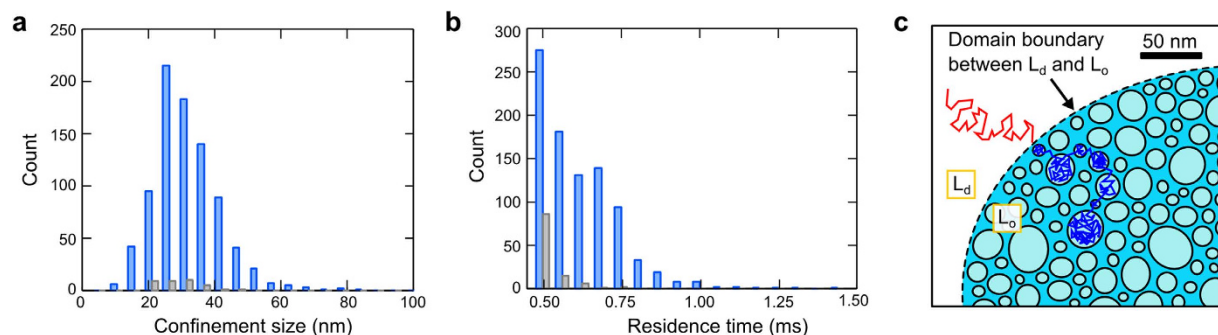 a
250
200
150
100
50
0
Count
0
20
40
60
80
100
Confinement size (nm)
b
300
250
200
150
100
50
0
Count
0.50
0.75
1.00
1.25
1.50
Residence time (ms)
c
Domain boundary
between Ld and Lo
50 nm
Ld
Lo